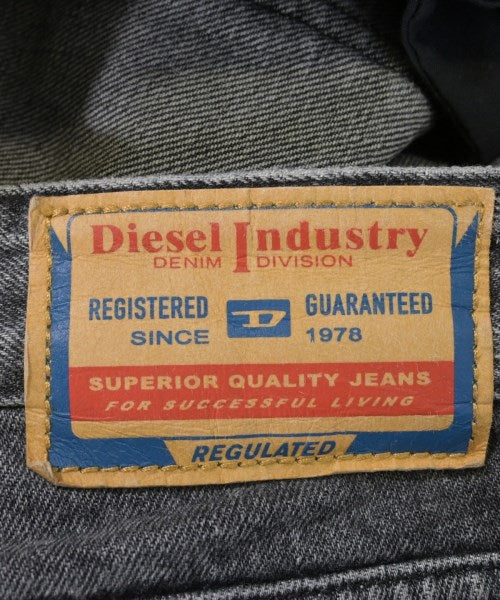 Diesel Industry
DENIM DIVISION
REGISTERED D GUARANTEED
SINCE 1978
SUPERIOR QUALITY JEANS
FOR SUCCESSFUL LIVING
REGULATED